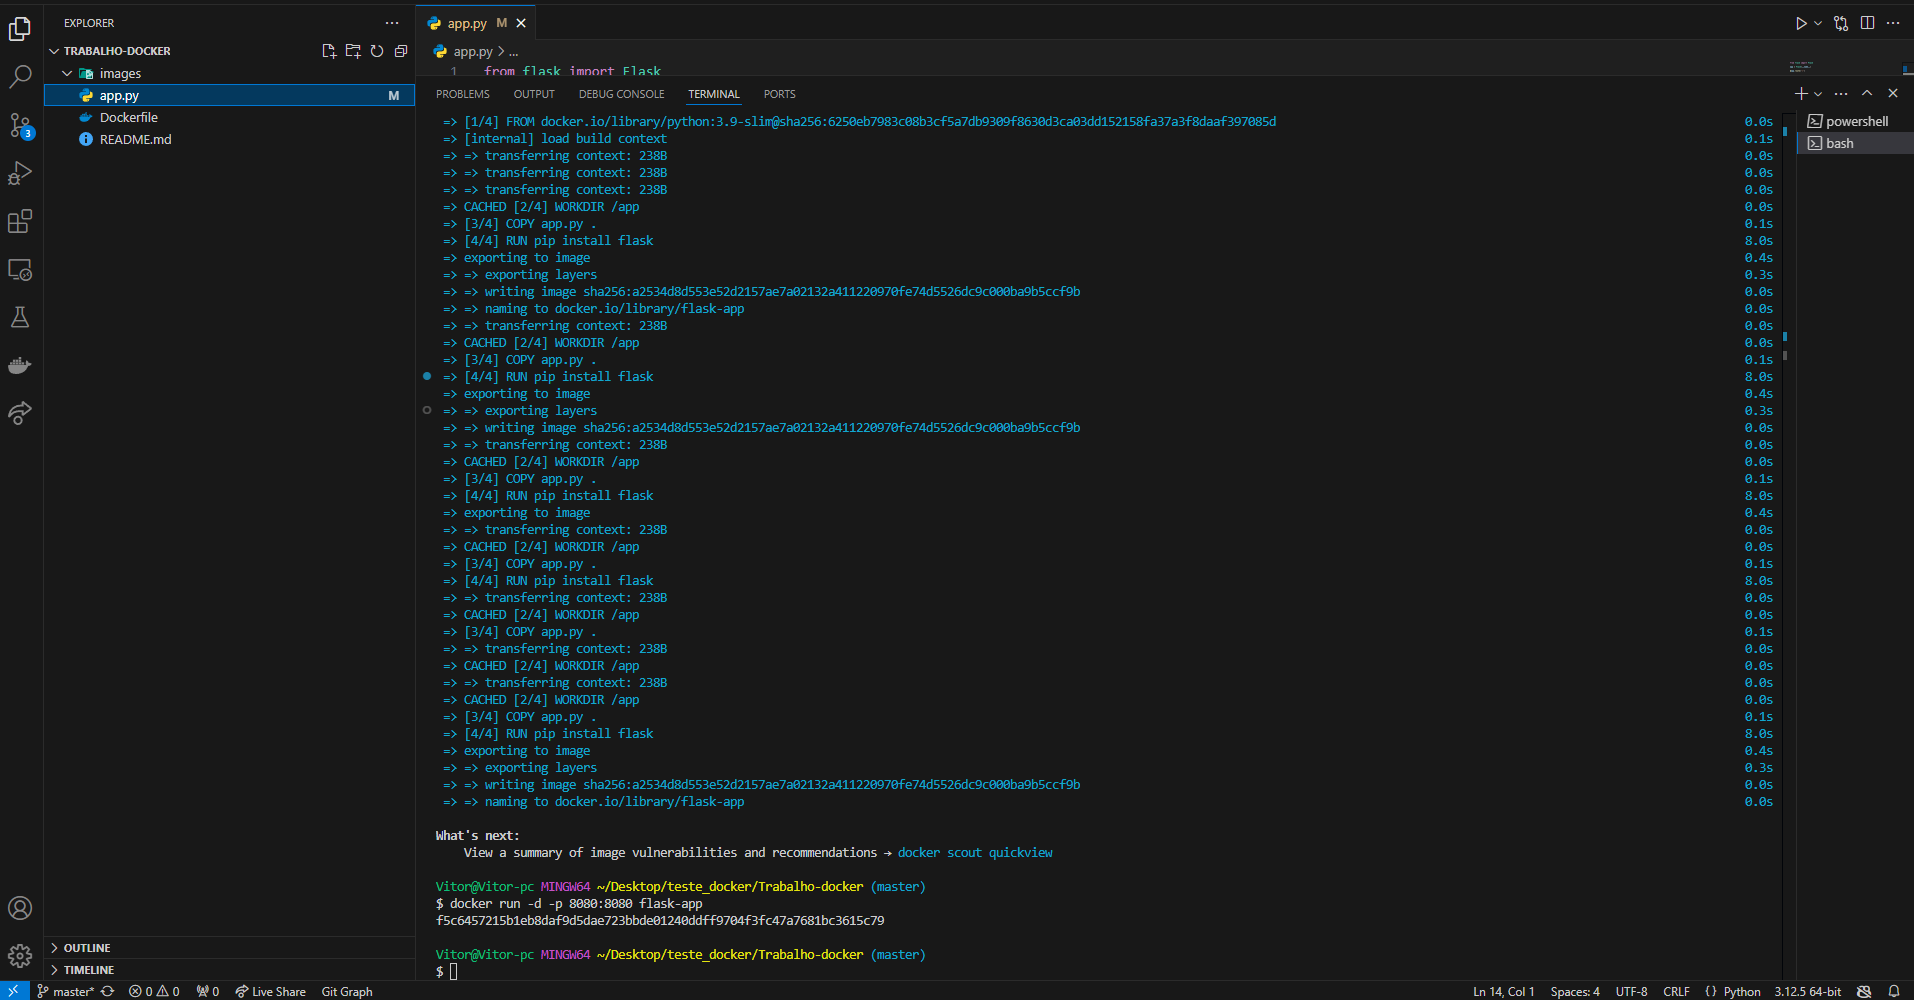 EXPLORER
TRABALHO-DOCKER
images
app.py M
Dockerfile
README.md
OUTLINE
TIMELINE
app.py M
app.py > ...
1 from flask import Flask
PROBLEMS OUTPUT DEBUG CONSOLE TERMINAL PORTS
=> [1/4] FROM docker.io/library/python:3.9-slim@sha256:6250eb7983c08b3cf5a7db9309f8630d3ca03dd152158fa37a3f8daaf397085d 0.0s
=> [internal] load build context 0.1s
=> => transferring context: 238B 0.0s
=> => transferring context: 238B 0.0s
=> => transferring context: 238B 0.0s
=> CACHED [2/4] WORKDIR /app 0.0s
=> [3/4] COPY app.py . 0.1s
=> [4/4] RUN pip install flask 8.0s
=> exporting to image 0.4s
=> => exporting layers 0.3s
=> => writing image sha256:a2534d8d553e52d2157ae7a02132a411220970fe74d5526dc9c000ba9b5ccf9b 0.0s
=> => naming to docker.io/library/flask-app 0.0s
=> => transferring context: 238B 0.0s
=> CACHED [2/4] WORKDIR /app 0.0s
=> [3/4] COPY app.py . 0.1s
=> [4/4] RUN pip install flask 8.0s
=> exporting to image 0.4s
=> => exporting layers 0.3s
=> => writing image sha256:a2534d8d553e52d2157ae7a02132a411220970fe74d5526dc9c000ba9b5ccf9b 0.0s
=> => transferring context: 238B 0.0s
=> CACHED [2/4] WORKDIR /app 0.0s
=> [3/4] COPY app.py . 0.1s
=> [4/4] RUN pip install flask 8.0s
=> exporting to image 0.4s
=> => transferring context: 238B 0.0s
=> CACHED [2/4] WORKDIR /app 0.0s
=> [3/4] COPY app.py . 0.1s
=> [4/4] RUN pip install flask 8.0s
=> => transferring context: 238B 0.0s
=> CACHED [2/4] WORKDIR /app 0.0s
=> [3/4] COPY app.py . 0.1s
=> => transferring context: 238B 0.0s
=> CACHED [2/4] WORKDIR /app 0.0s
=> => transferring context: 238B 0.0s
=> CACHED [2/4] WORKDIR /app 0.0s
=> [3/4] COPY app.py . 0.1s
=> [4/4] RUN pip install flask 8.0s
=> exporting to image 0.4s
=> => exporting layers 0.3s
=> => writing image sha256:a2534d8d553e52d2157ae7a02132a411220970fe74d5526dc9c000ba9b5ccf9b 0.0s
=> => naming to docker.io/library/flask-app 0.0s
What's next:
View a summary of image vulnerabilities and recommendations → docker scout quickview
Vitor@Vitor-pc MINGW64 ~/Desktop/teste_docker/Trabalho-docker (master)
$ docker run -d -p 8080:8080 flask-app
f5c6457215b1eb8daf9d5dae723bbde01240ddff9704f3fc47a7681bc3615c79
Vitor@Vitor-pc MINGW64 ~/Desktop/teste_docker/Trabalho-docker (master)
$
powershell
bash
3
master* 0 0 0 Live Share Git Graph Ln 14, Col 1 Spaces: 4 UTF-8 CRLF {} Python 3.12.5 64-bit